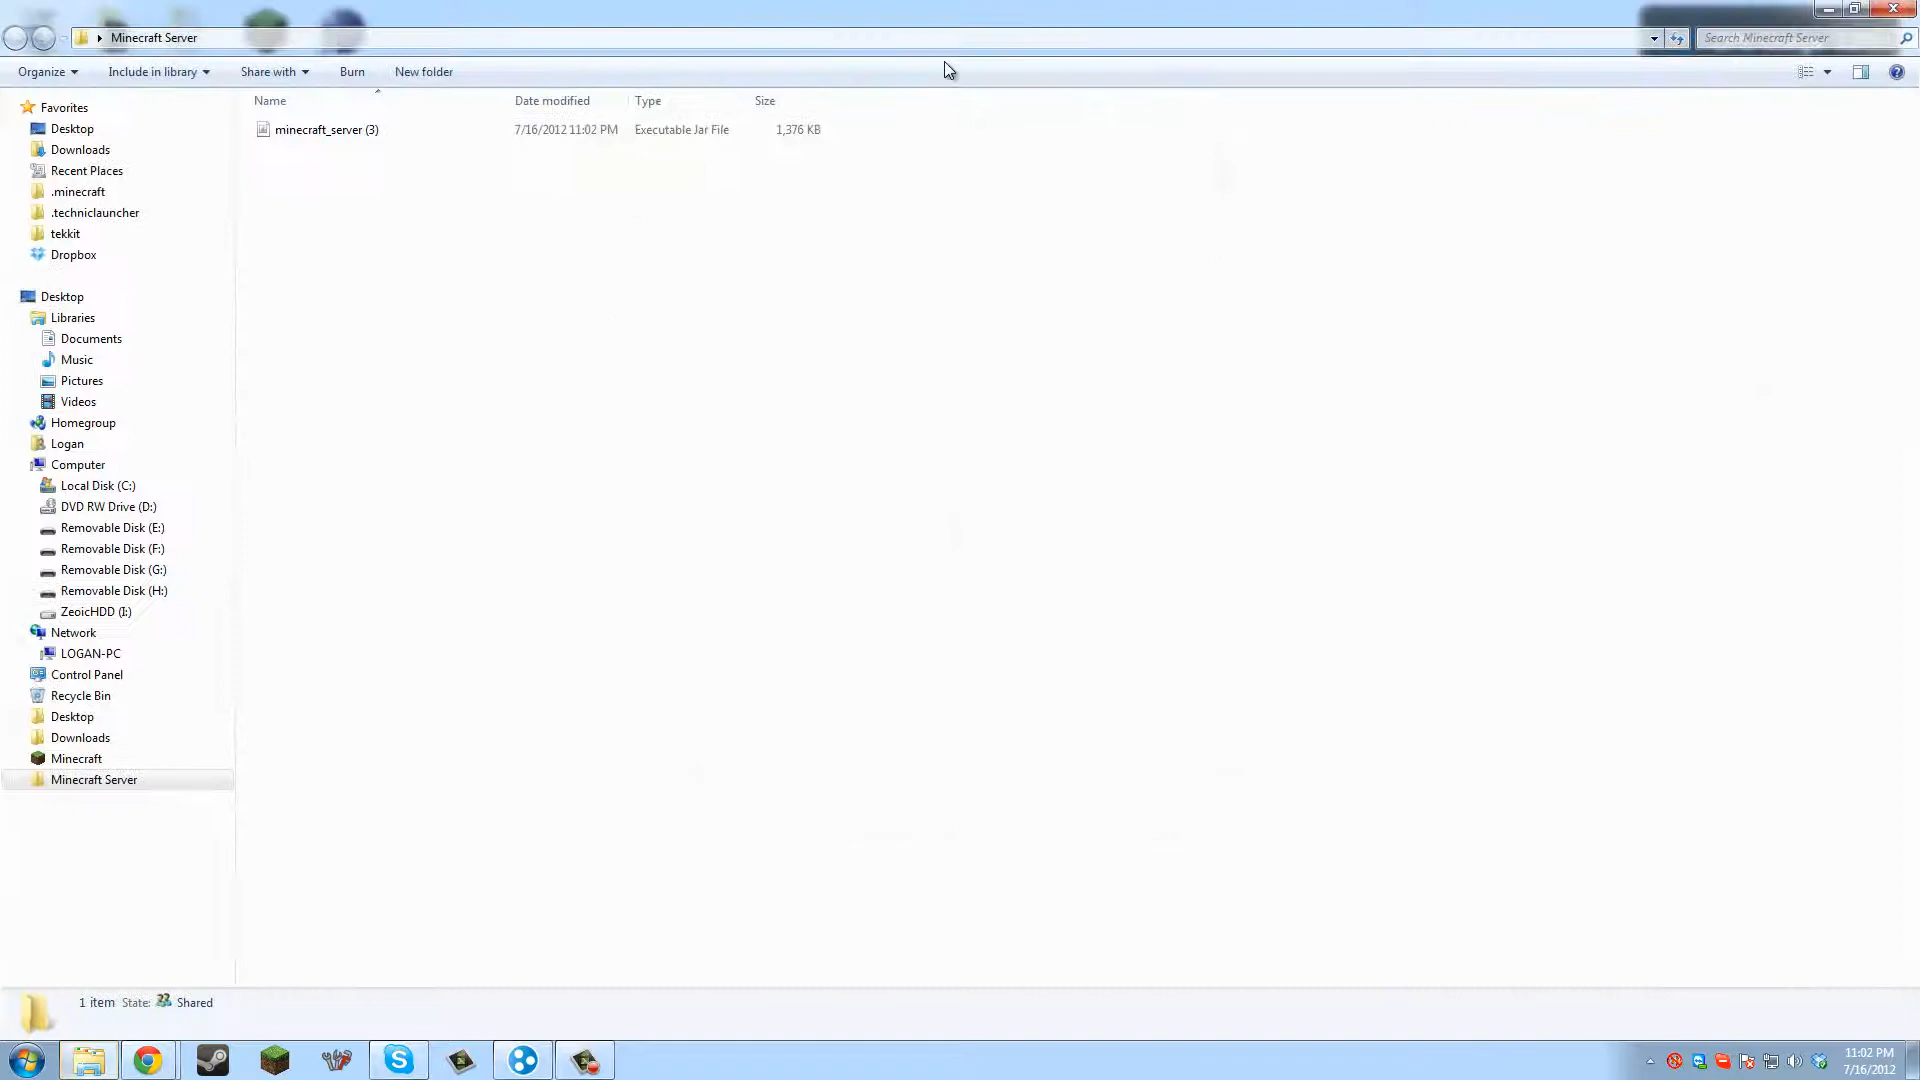 Minecraft Server
Search Minecraft Server
Organize Include in library Share with Burn New folder
Name Date modified Type Size
minecraft_server (3) 7/16/2012 11:02 PM Executable Jar File 1,376 KB
Favorites
Desktop
Downloads
Recent Places
.minecraft
.techniclauncher
tekkit
Dropbox
Desktop
Libraries
Documents
Music
Pictures
Videos
Homegroup
Logan
Computer
Local Disk (C:)
DVD RW Drive (D:)
Removable Disk (E:)
Removable Disk (F:)
Removable Disk (G:)
Removable Disk (H:)
ZeoicHDD (I:)
Network
LOGAN-PC
Control Panel
Recycle Bin
Desktop
Downloads
Minecraft
Minecraft Server
1 item State: Shared
11:02 PM
7/16/2012